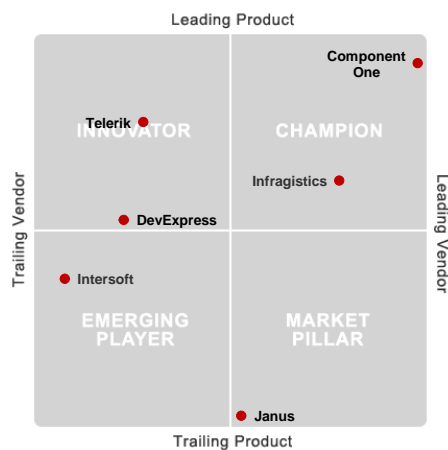 Leading Product
Component
One
Telerik
INNOVATOR
CHAMPION
Infragistics
Trailing Vendor
Leading Vendor
DevExpress
Intersoft
EMERGING
PLAYER
MARKET
PILLAR
Janus
Trailing Product